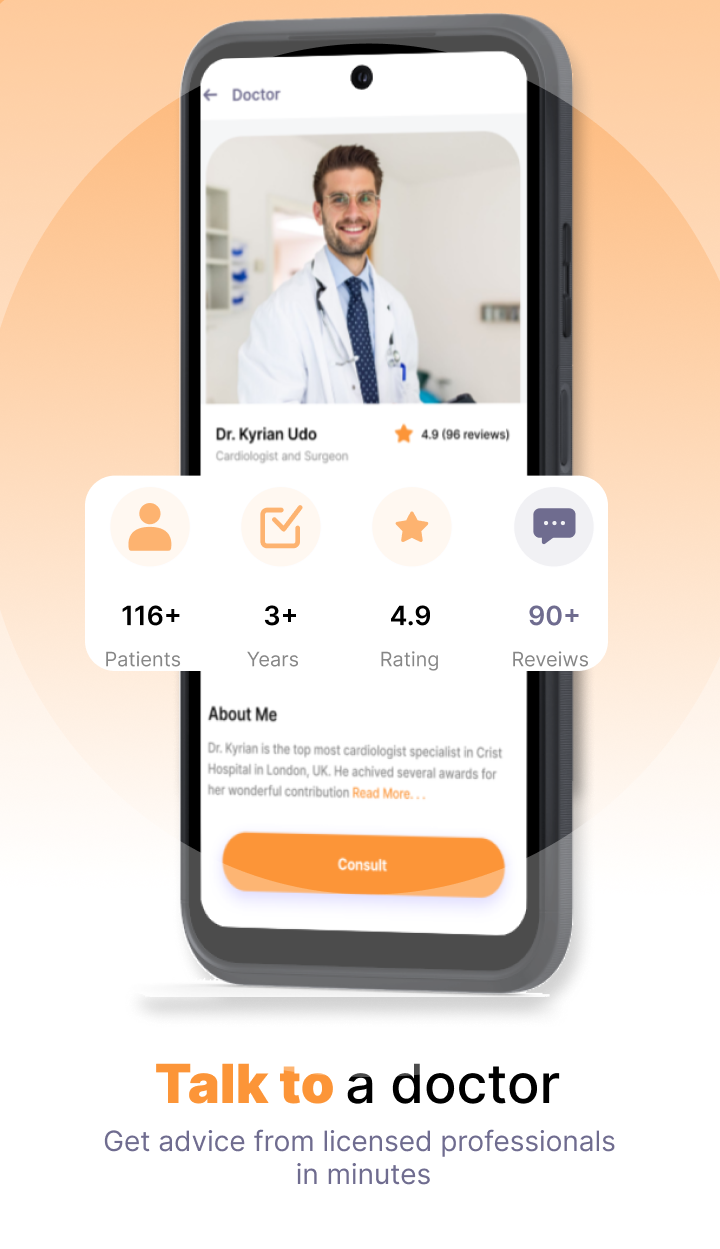 Doctor
Dr. Kyrian Udo
4.9 (96 reviews)
Cardiologist and Surgeon
116+
3+
4.9
90+
Patients
Years
Rating
Reveiws
About Me
Dr. Kyrian is the top most cardiologist specialist in Crist
Hospital in London, UK. He achived several awards for
her wonderful contribution Read More. . .
Consult
Talk to a doctor
Get advice from licensed professionals
in minutes